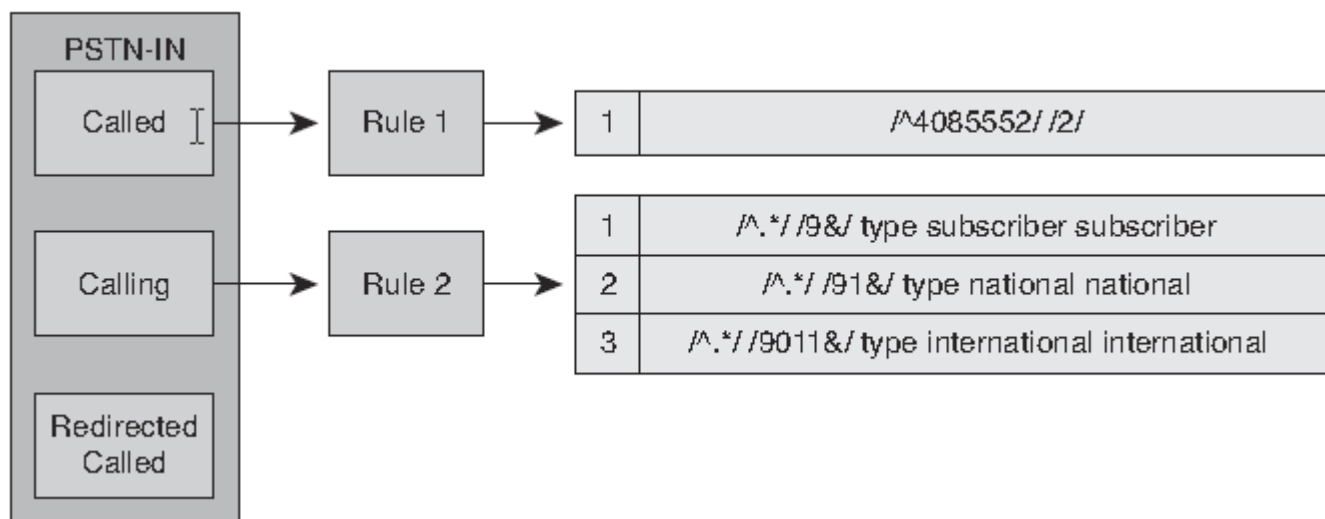 PSTN-IN
Called
Rule 1
1
/^4085552/ /2/
Calling
Rule 2
1
/^.*/ /9&/ type subscriber subscriber
2
/^.*/ /91&/ type national national
3
/^.*/ /9011&/ type international international
Redirected
Called